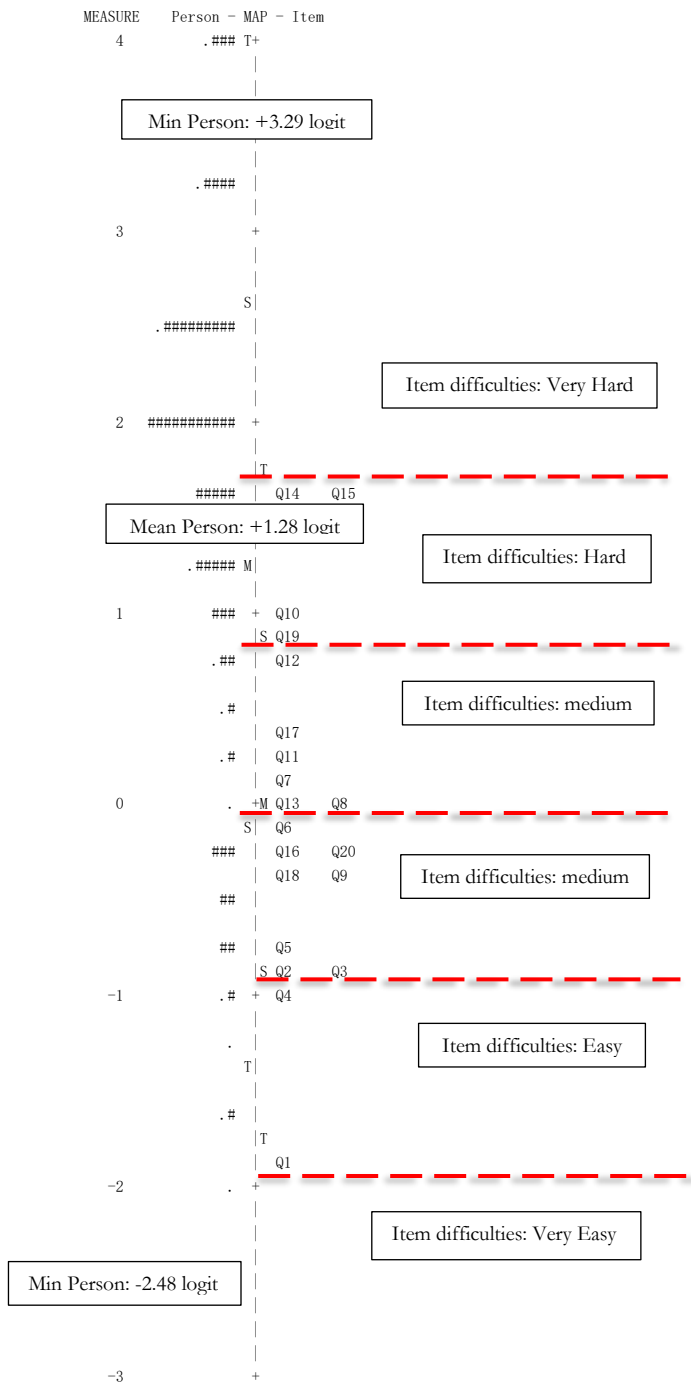 MEASURE Person - MAP - Item
4 .### T+
|
|
Min Person: +3.29 logit
|
.#### |
|
3 +
|
|
S|
.######### |
|
Item difficulties: Very Hard
|
2 ########### +
|
|T
##### | Q14 Q15
Mean Person: +1.28 logit
Item difficulties: Hard
.##### M|
|
1 ### + Q10
|S Q19
.## | Q12
|
Item difficulties: medium
.# |
| Q17
.# | Q11
| Q7
0 . +M Q13 Q8
S| Q6
### | Q16 Q20
| Q18 Q9
Item difficulties: medium
## |
|
## | Q5
|S Q2 Q3
-1 .# + Q4
|
. |
Item difficulties: Easy
T|
|
.# |
|T
| Q1
-2 . +
|
Item difficulties: Very Easy
|
Min Person: -2.48 logit
|
|
|
-3 +